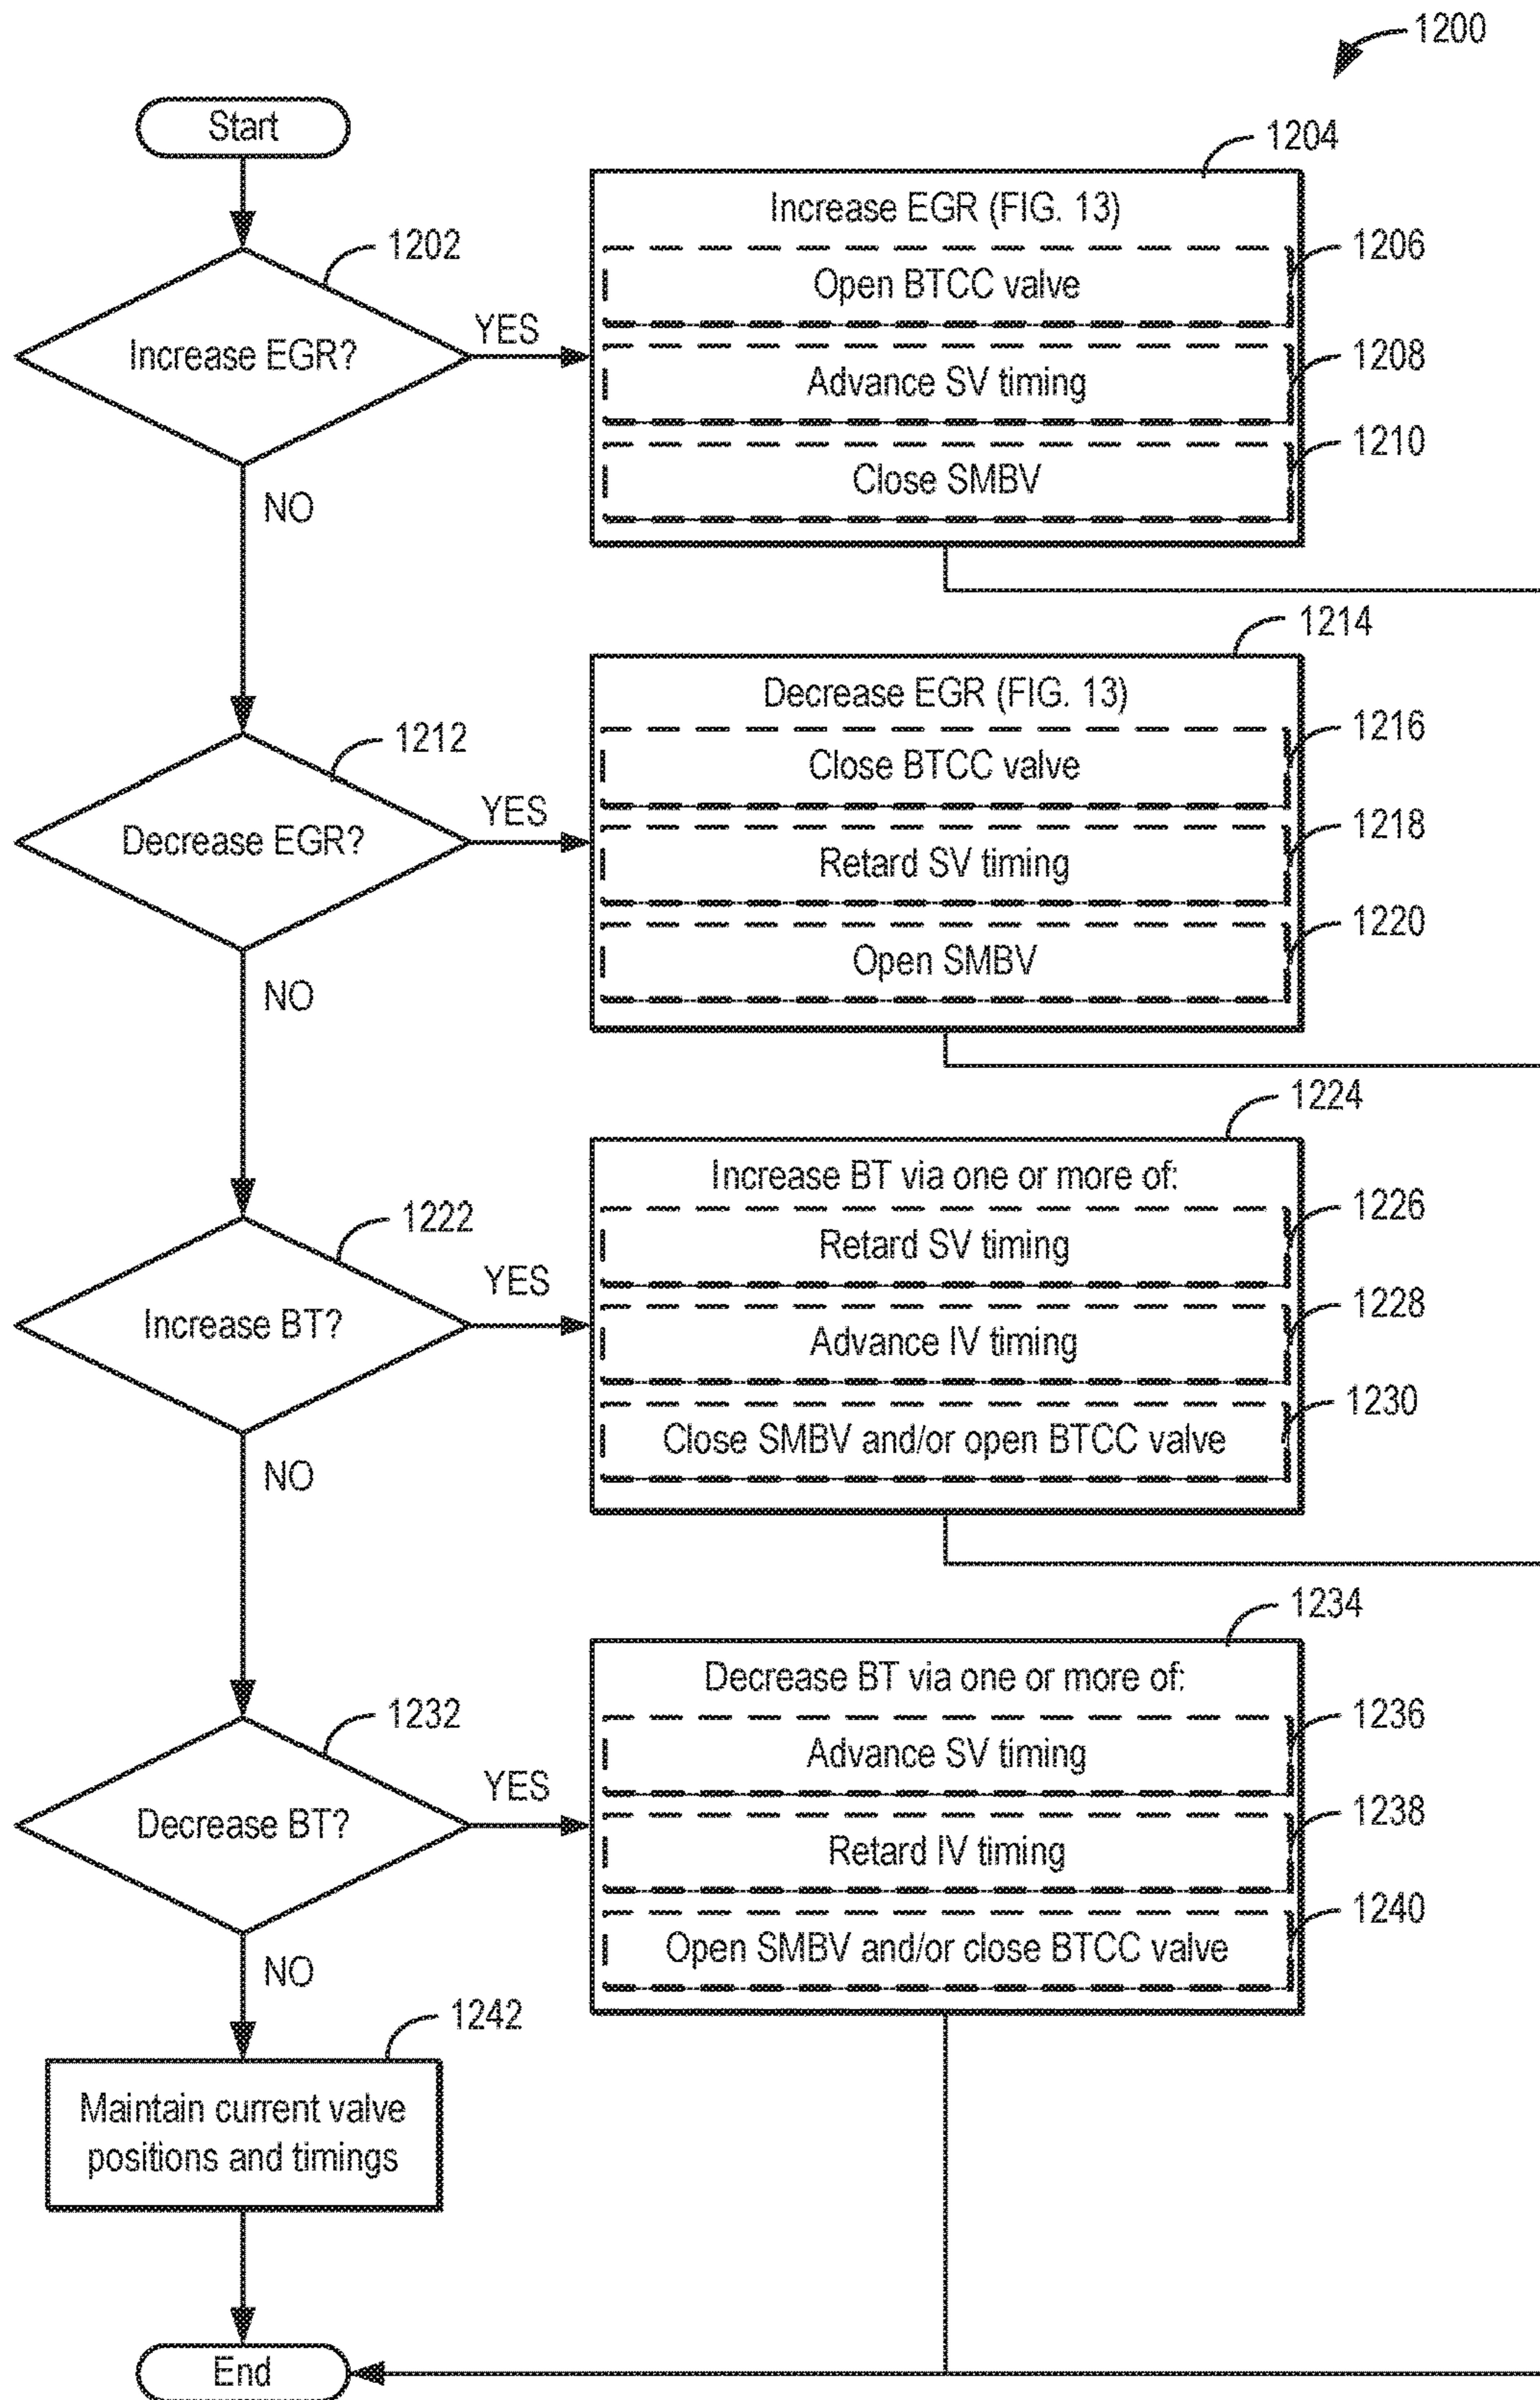 1200
Start
1204
Increase EGR (FIG. 13)
1202
1206
Open BTCC valve
YES
Increase EGR?
1208
Advance SV timing
1210
Close SMBV
NO
1214
Decrease EGR (FIG. 13)
1212
1216
Close BTCC valve
YES
Decrease EGR?
1218
Retard SV timing
1220
Open SMBV
NO
1224
Increase BT via one or more of:
1222
1226
Retard SV timing
YES
Increase BT?
1228
Advance IV timing
1230
Close SMBV and/or open BTCC valve
NO
1234
Decrease BT via one or more of:
1232
1236
Advance SV timing
YES
Decrease BT?
1238
Retard IV timing
1240
Open SMBV and/or close BTCC valve
NO
1242
Maintain current valve
positions and timings
End